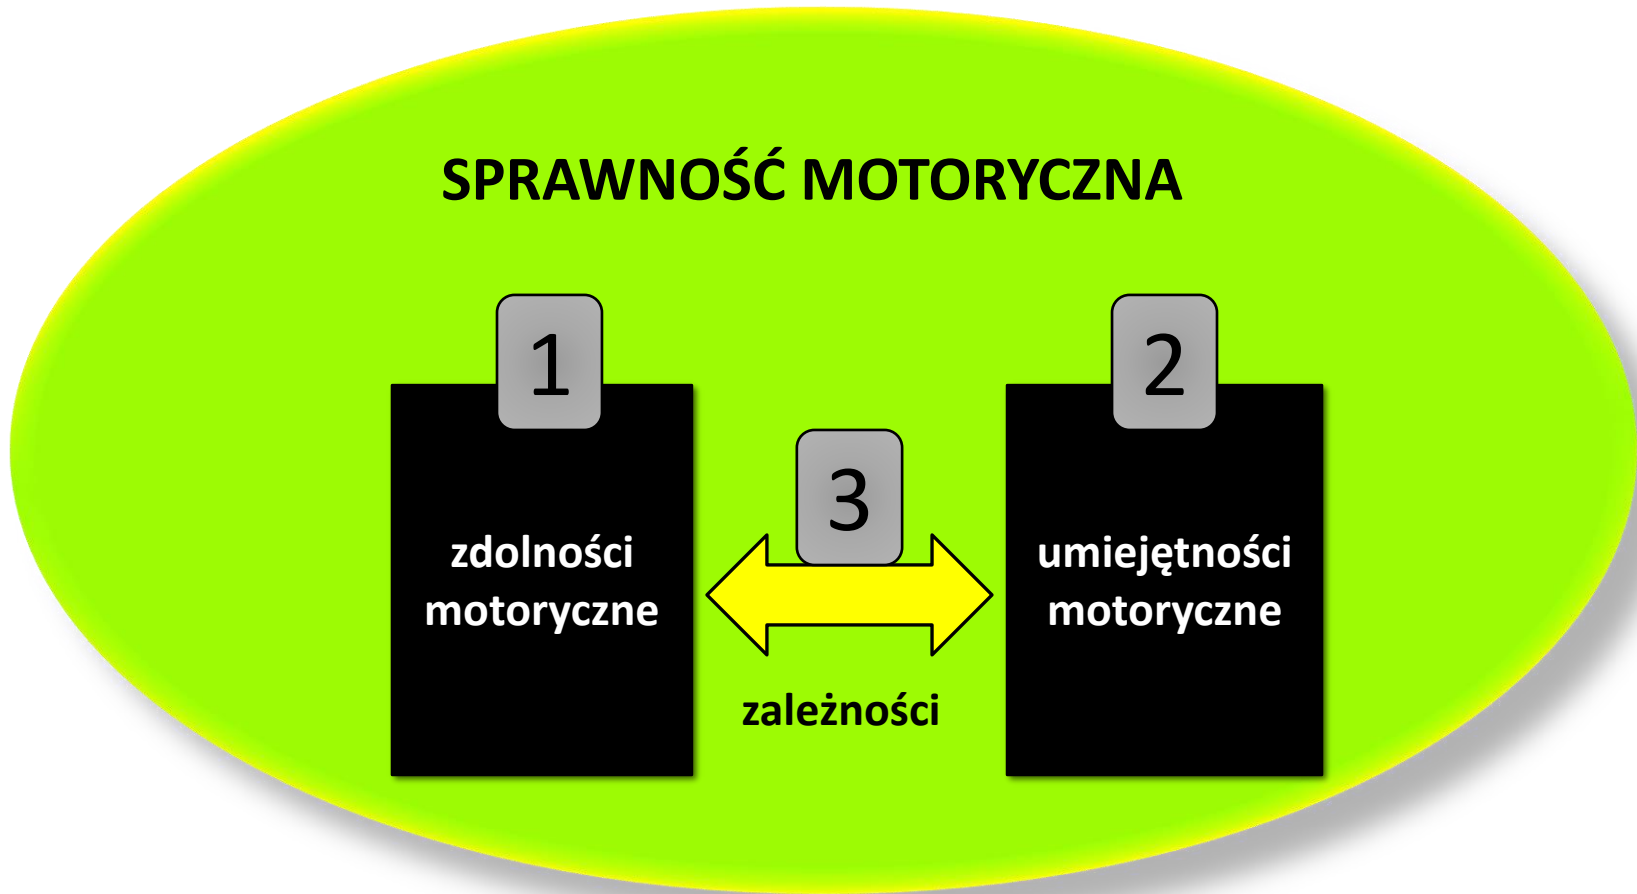 SPRAWNOŚĆ MOTORYCZNA
1
2
3
zdolności
motoryczne
umiejętności
motoryczne
zależności